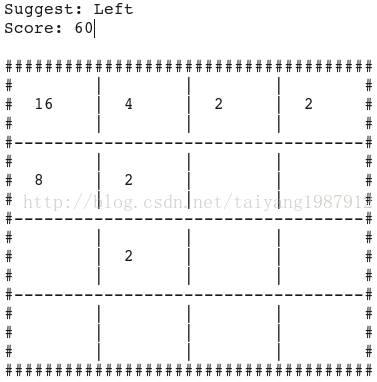 Suggest: Left
Score: 60
#####################################
#        |        |        |        #
#  16    |  4     |  2     |  2     #
#        |        |        |        #
#-----------------------------------#
#        |        |        |        #
#  8     |  2     |        |        #
http://blog.csdn.net/taiyang1987912
#-----------------------------------#
#        |        |        |        #
#        |  2     |        |        #
#        |        |        |        #
#-----------------------------------#
#        |        |        |        #
#        |        |        |        #
#        |        |        |        #
#####################################